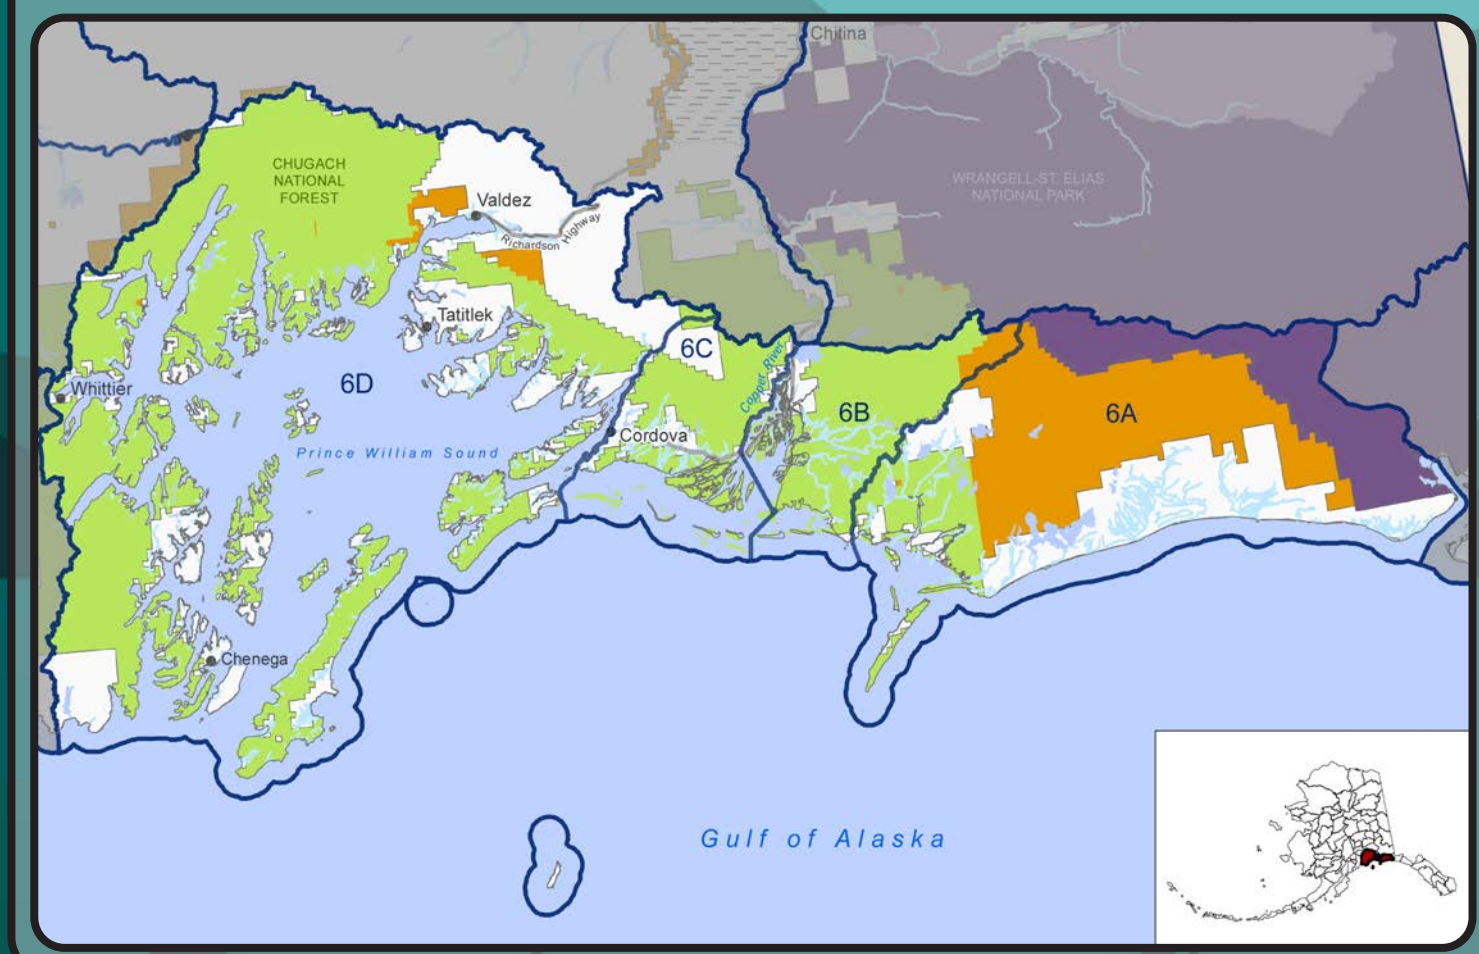 Chitina
CHUGACH
NATIONAL
FOREST
WRANGELL-ST. ELIAS
NATIONAL PARK
Valdez
Richardson Highway
Tatitlek
6C
Copper River
Whittier
6D
6B
6A
Cordova
Prince William Sound
Chenega
Gulf of Alaska